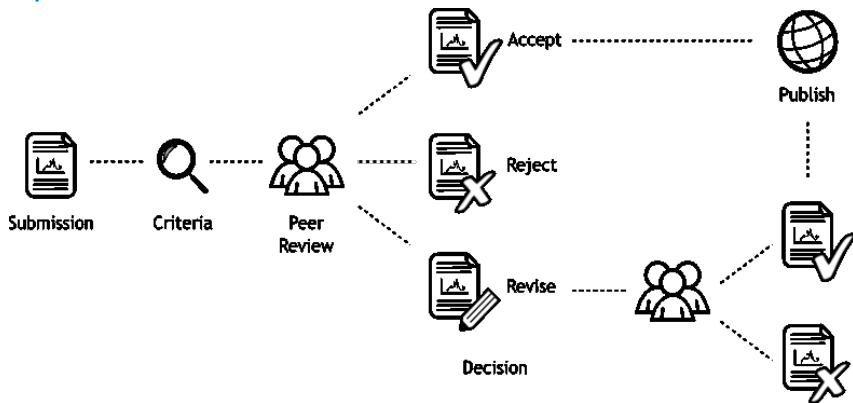 Accept
Publish
Reject
Submission
Criteria
Peer
Review
Revise
Decision